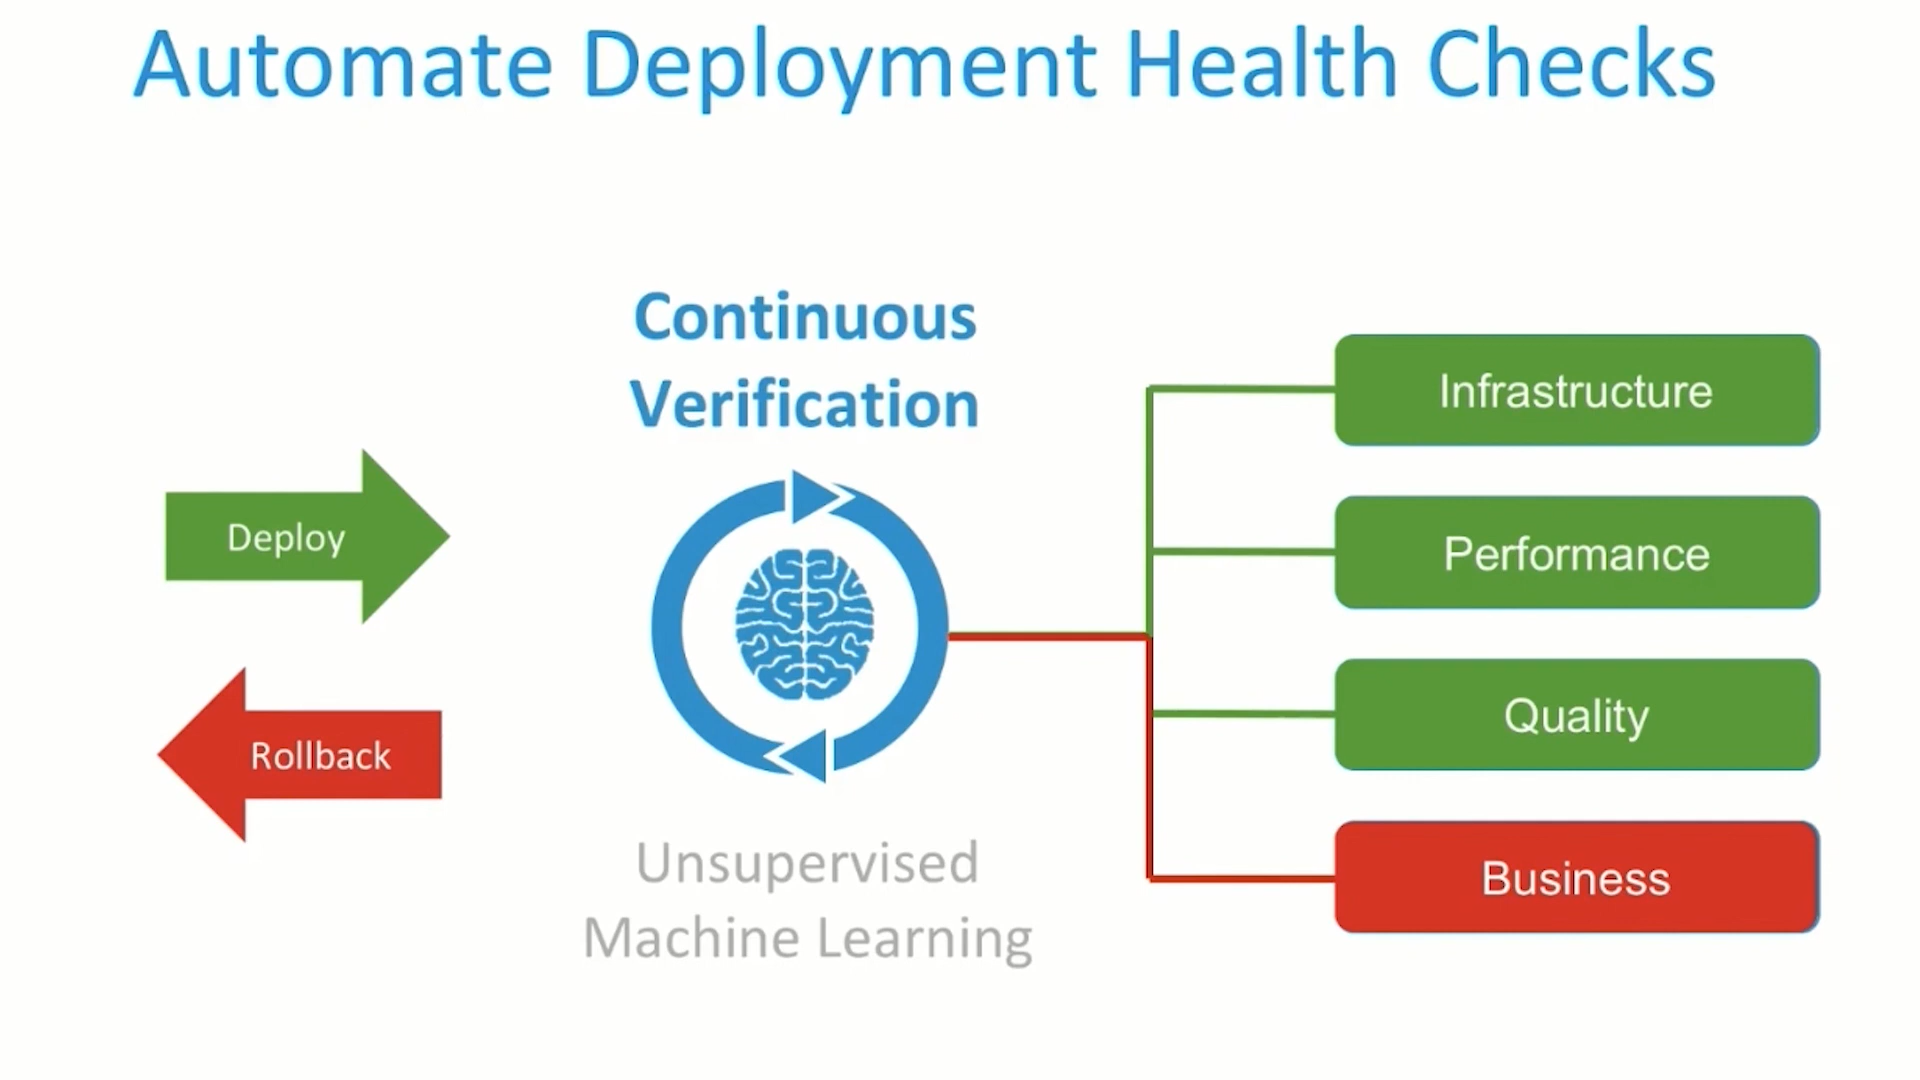 Automate Deployment Health Checks
Continuous
Verification
Deploy
Rollback
Unsupervised
Machine Learning
Infrastructure
Performance
Quality
Business